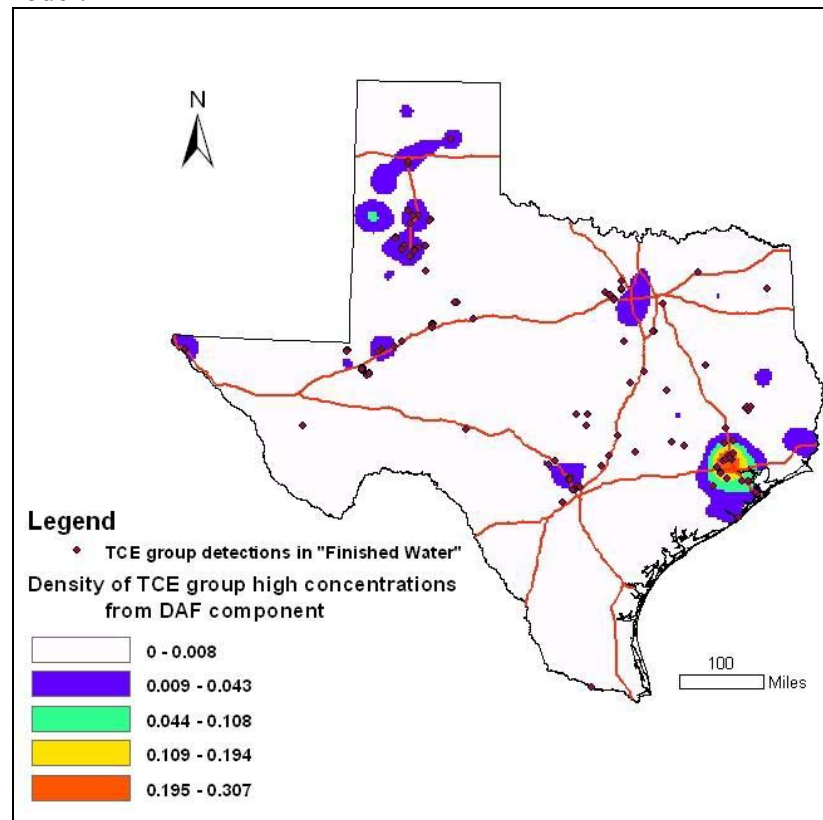 N
Legend
TCE group detections in "Finished Water"
Density of TCE group high concentrations
from DAF component
0 - 0.008
0.009 - 0.043
0.044 - 0.108
0.109 - 0.194
0.195 - 0.307
100
Miles